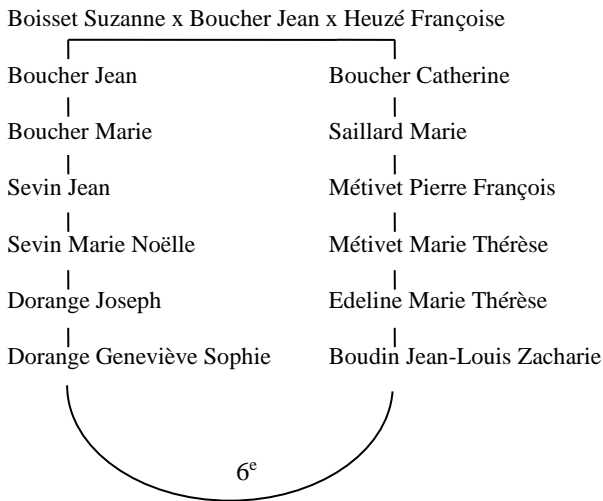 Boisset Suzanne x Boucher Jean x Heuzé Françoise
Boucher Jean Boucher Catherine
Boucher Marie Saillard Marie
Sevin Jean Métivet Pierre François
Sevin Marie Noëlle Métivet Marie Thérèse
Dorange Joseph Edeline Marie Thérèse
Dorange Geneviève Sophie Boudin Jean-Louis Zacharie
6e